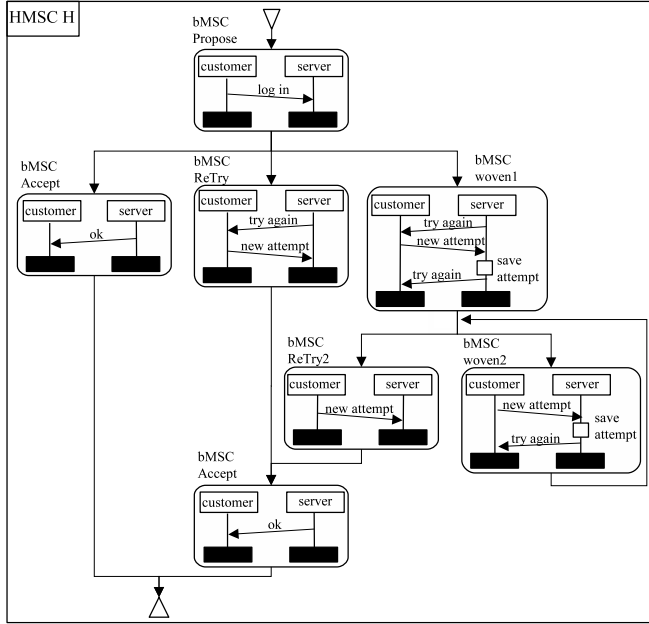 HMSC H
bMSC
Propose
customer server
log in
bMSC
Accept
customer server
ok
bMSC
ReTry
customer server
try again
new attempt
bMSC
woven1
customer server
try again
new attempt
save
attempt
try again
bMSC
ReTry2
customer server
new attempt
bMSC
woven2
customer server
new attempt
save
attempt
try again
bMSC
Accept
customer server
ok